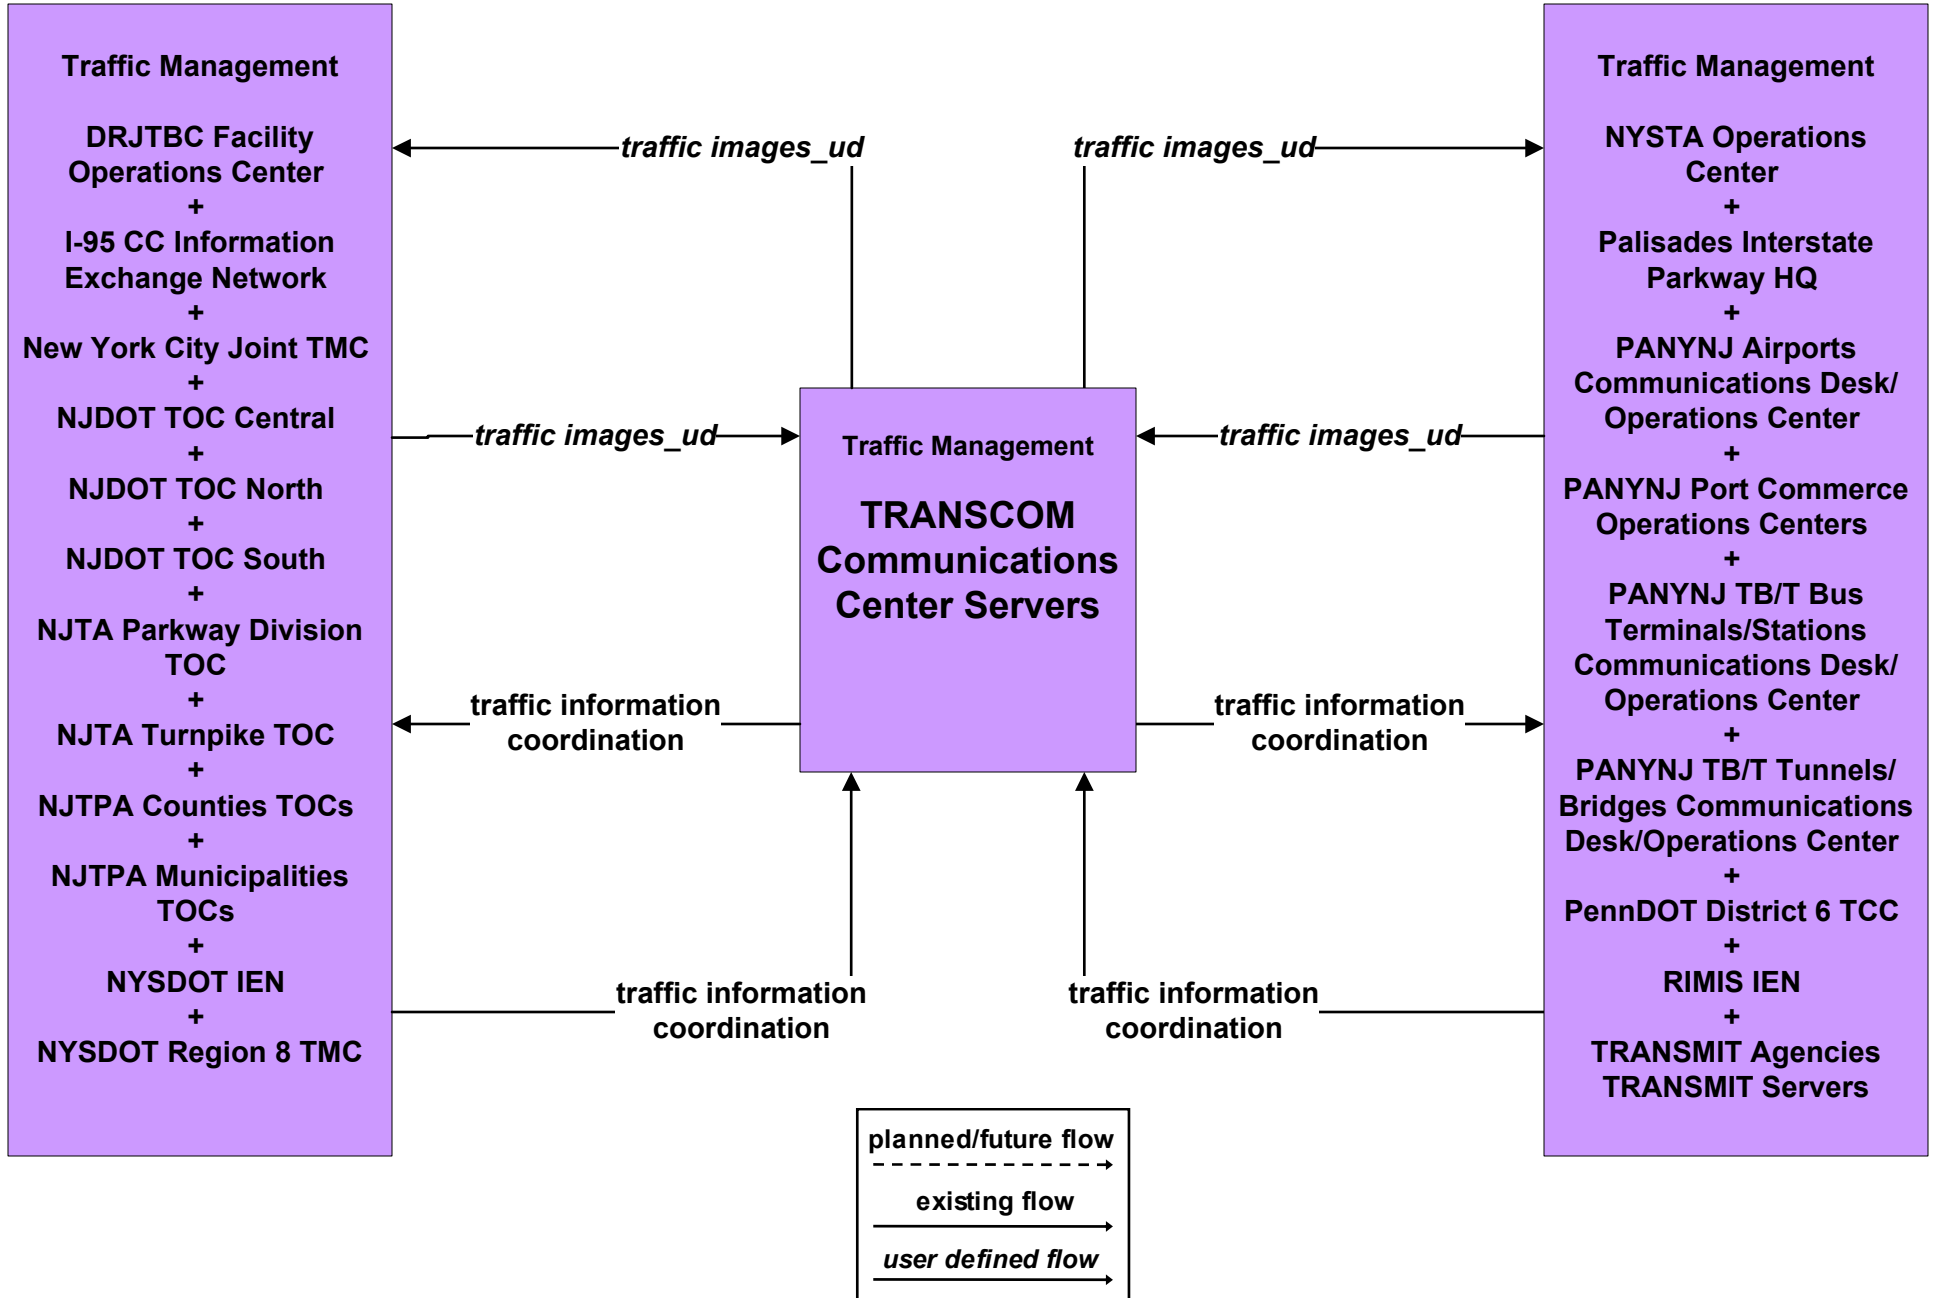 Traffic Management
DRJTBC Facility
Operations Center
+
I-95 CC Information
Exchange Network
+
New York City Joint TMC
+
NJDOT TOC Central
+
NJDOT TOC North
+
NJDOT TOC South
+
NJTA Parkway Division
TOC
+
NJTA Turnpike TOC
+
NJTPA Counties TOCs
+
NJTPA Municipalities
TOCs
+
NYSDOT IEN
+
NYSDOT Region 8 TMC
traffic images_ud
traffic images_ud
traffic information
coordination
traffic information
coordination
Traffic Management
TRANSCOM
Communications
Center Servers
traffic images_ud
traffic images_ud
traffic information
coordination
traffic information
coordination
Traffic Management
NYSTA Operations
Center
+
Palisades Interstate
Parkway HQ
+
PANYNJ Airports
Communications Desk/
Operations Center
+
PANYNJ Port Commerce
Operations Centers
+
PANYNJ TB/T Bus
Terminals/Stations
Communications Desk/
Operations Center
+
PANYNJ TB/T Tunnels/
Bridges Communications
Desk/Operations Center
+
PennDOT District 6 TCC
+
RIMIS IEN
+
TRANSMIT Agencies
TRANSMIT Servers
planned/future flow
existing flow
user defined flow